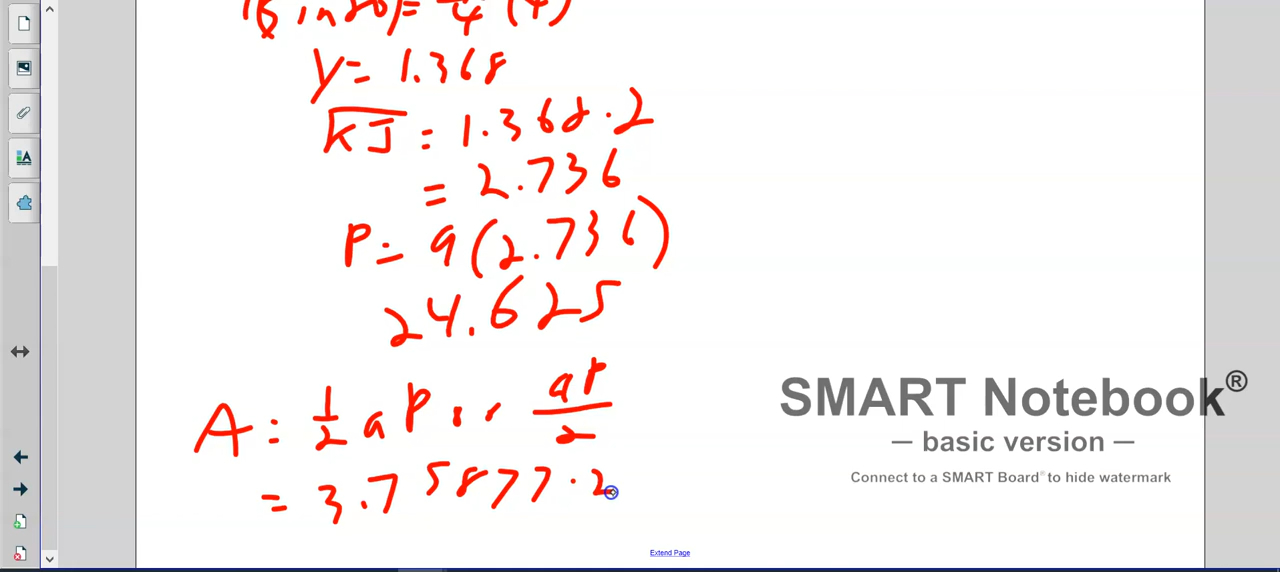 y = 1.368
KJ = 1.368 · 2
= 2.736
P = 9(2.736)
24.625
A = 1/2 a P or aP/2
= 3.75877 · 2
SMART Notebook®
— basic version —
Connect to a SMART Board® to hide watermark
Extend Page